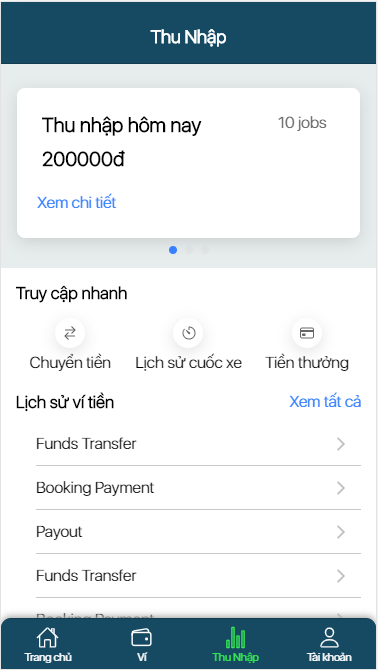 Thu Nhập
Thu nhập hôm nay
10 jobs
200000đ
Xem chi tiết
Truy cập nhanh
Chuyển tiền
Lịch sử cuốc xe
Tiền thưởng
Lịch sử ví tiền
Xem tất cả
Funds Transfer
Booking Payment
Payout
Funds Transfer
Booking Payment
Trang chủ
Ví
Thu Nhập
Tài khoản